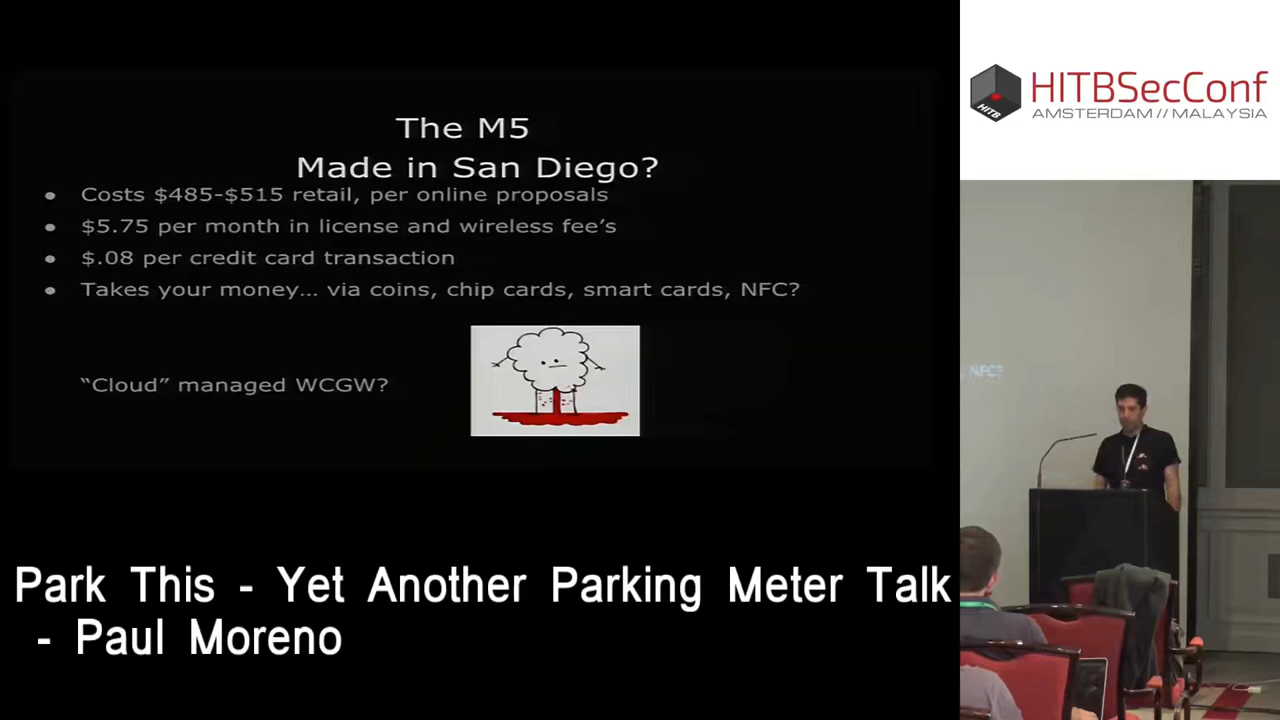 The M5
Made in San Diego?
• Costs $485-$515 retail, per online proposals
• $5.75 per month in license and wireless fee's
• $.08 per credit card transaction
• Takes your money... via coins, chip cards, smart cards, NFC?
"Cloud" managed WCGW?
Park This - Yet Another Parking Meter Talk
- Paul Moreno
HITB
HITBSecConf
AMSTERDAM // MALAYSIA
NFC?